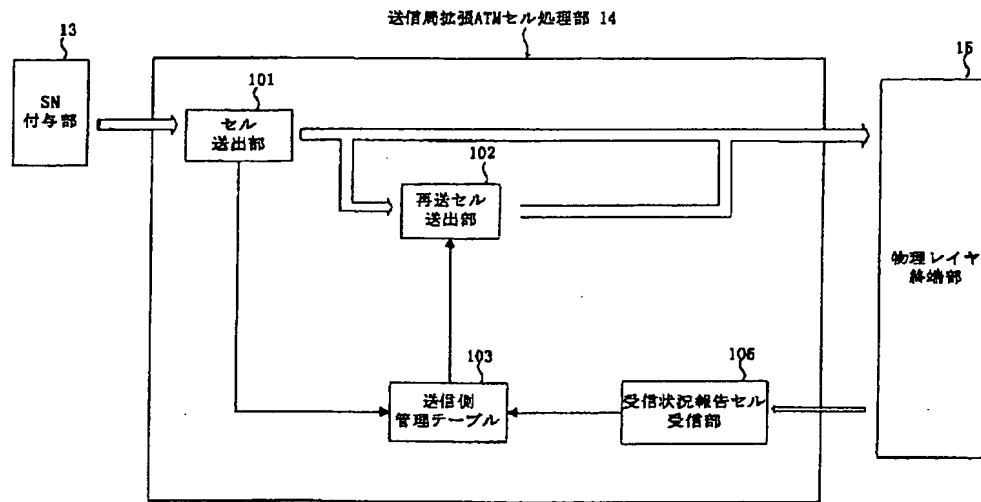 送信局拡張ATMセル処理部 14
13
SN
付与部
101
セル
送出部
102
再送セル
送出部
103
送信側
管理テーブル
106
受信状況報告セル
受信部
15
物理レイヤ
終端部